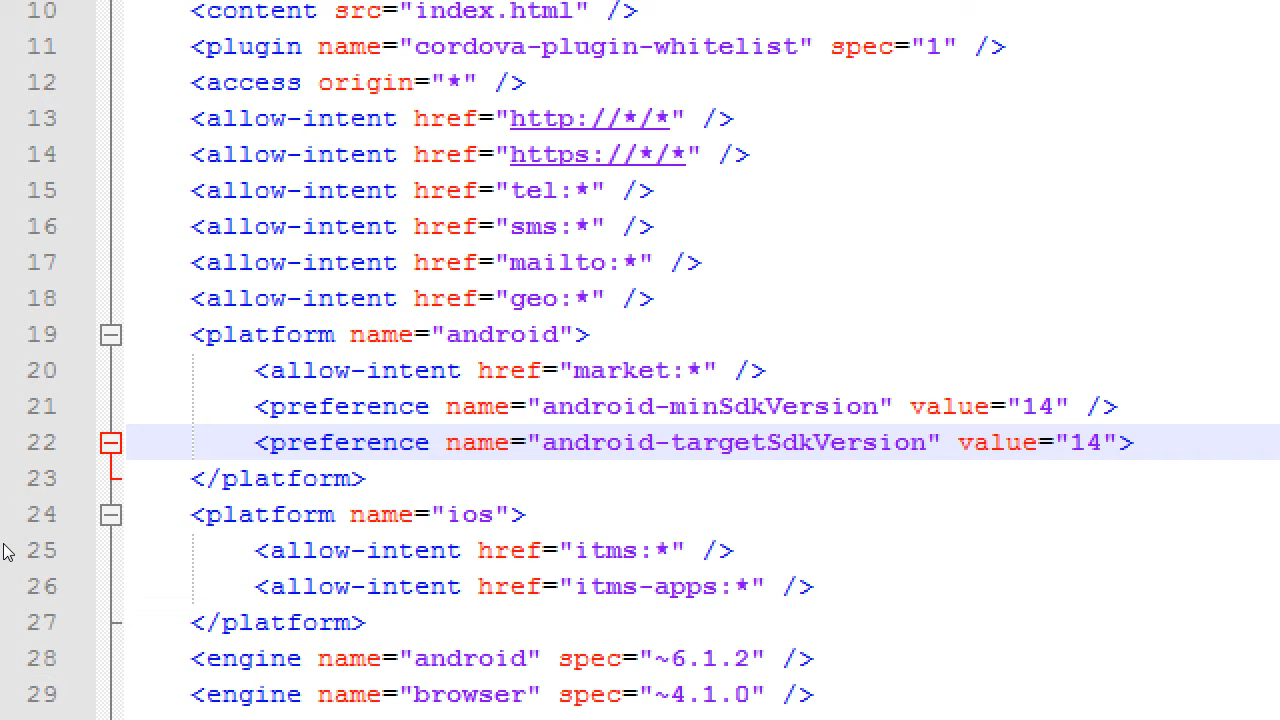 10 <content src="index.html" />
11 <plugin name="cordova-plugin-whitelist" spec="1" />
12 <access origin="*" />
13 <allow-intent href="http://*/*" />
14 <allow-intent href="https://*/*" />
15 <allow-intent href="tel:*" />
16 <allow-intent href="sms:*" />
17 <allow-intent href="mailto:*" />
18 <allow-intent href="geo:*" />
19 <platform name="android">
20 <allow-intent href="market:*" />
21 <preference name="android-minSdkVersion" value="14" />
22 <preference name="android-targetSdkVersion" value="14">
23 </platform>
24 <platform name="ios">
25 <allow-intent href="itms:*" />
26 <allow-intent href="itms-apps:*" />
27 </platform>
28 <engine name="android" spec="~6.1.2" />
29 <engine name="browser" spec="~4.1.0" />